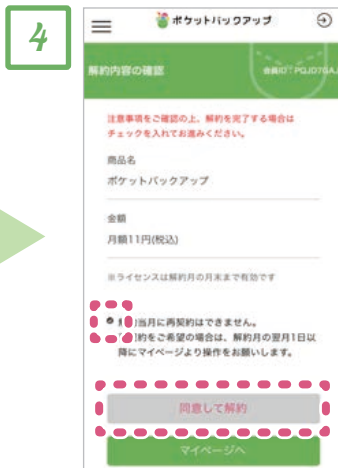 4
ポケットバックアップ
解約内容の確認
会員ID：PQJD7GAJ
注意事項をご確認の上、解約を完了する場合は
チェックを入れてお進みください。
商品名
ポケットバックアップ
金額
月額11円(税込)
※ライセンスは解約月の月末まで有効です
当月に再契約はできません。
約をご希望の場合は、解約月の翌月1日以
降にマイページより操作をお願いします。
同意して解約
マイページへ